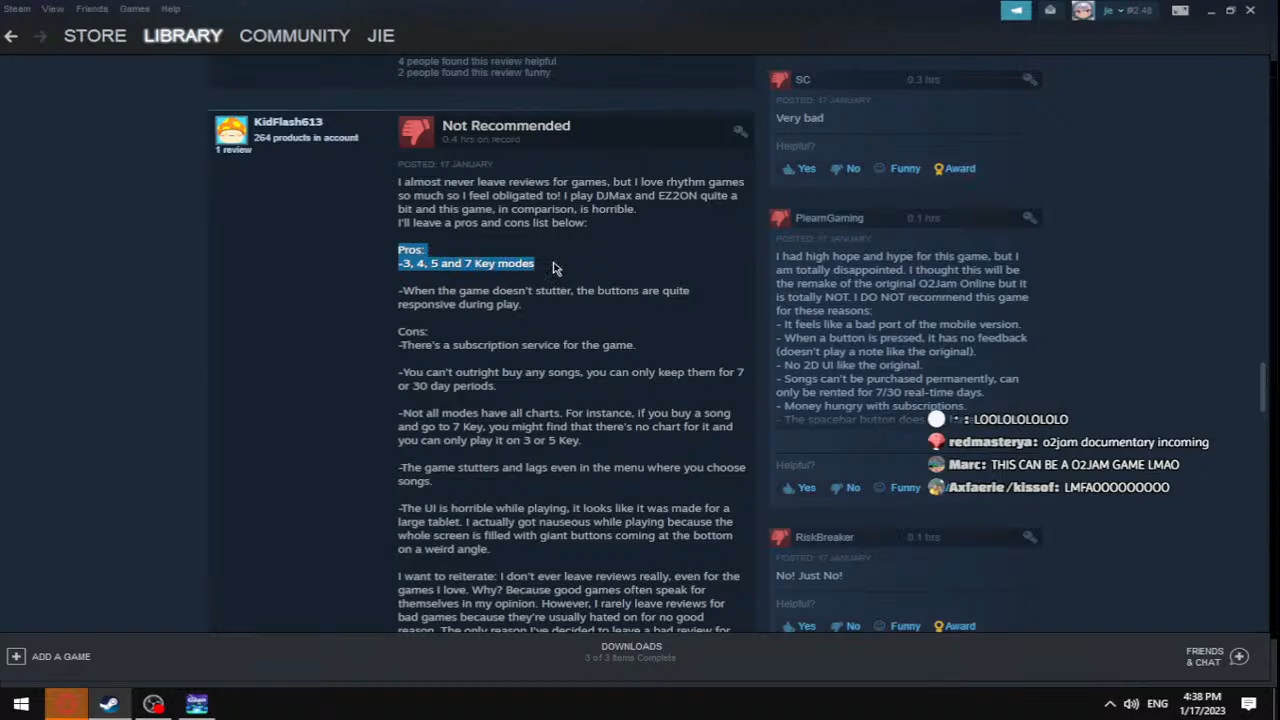 Steam View Friends Games Help
jie #2.48
STORE LIBRARY COMMUNITY JIE
4 people found this review helpful
2 people found this review funny
KidFlash613
264 products in account
1 review
Not Recommended
0.4 hrs on record
POSTED: 17 JANUARY
I almost never leave reviews for games, but I love rhythm games
so much so I feel obligated to! I play DJMax and EZ2ON quite a
bit and this game, in comparison, is horrible.
I'll leave a pros and cons list below:
Pros:
-3, 4, 5 and 7 Key modes
-When the game doesn't stutter, the buttons are quite
responsive during play.
Cons:
-There's a subscription service for the game.
-You can't outright buy any songs, you can only keep them for 7
or 30 day periods.
-Not all modes have all charts. For instance, if you buy a song
and go to 7 Key, you might find that there's no chart for it and
you can only play it on 3 or 5 Key.
-The game stutters and lags even in the menu where you choose
songs.
-The UI is horrible while playing, it looks like it was made for a
large tablet. I actually got nauseous while playing because the
whole screen is filled with giant buttons coming at the bottom
on a weird angle.
I want to reiterate: I don't ever leave reviews really, even for the
games I love. Why? Because good games often speak for
themselves in my opinion. However, I rarely leave reviews for
bad games because they're usually hated on for no good
reason. The only reason I've decided to leave a bad review for
SC 0.3 hrs
POSTED: 17 JANUARY
Very bad
Helpful?
Yes No Funny Award
PlearnGaming 0.1 hrs
POSTED: 17 JANUARY
I had high hope and hype for this game, but I
am totally disappointed. I thought this will be
the remake of the original O2Jam Online but it
is totally NOT. I DO NOT recommend this game
for these reasons:
- It feels like a bad port of the mobile version.
- When a button is pressed, it has no feedback
(doesn't play a note like the original).
- No 2D UI like the original.
- Songs can't be purchased permanently, can
only be rented for 7/30 real-time days.
- Money hungry with subscriptions.
- The spacebar button does
Helpful?
Yes No Funny
: LOOLOLOLOLOLO
redmasterya: o2jam documentary incoming
Marc: THIS CAN BE A O2JAM GAME LMAO
Axfaerie/kissof: LMFAOOOOOOOOO
RiskBreaker 0.1 hrs
POSTED: 17 JANUARY
No! Just No!
Helpful?
Yes No Funny Award
ADD A GAME
DOWNLOADS
3 of 3 Items Complete
FRIENDS
& CHAT
ENG
4:38 PM
1/17/2023